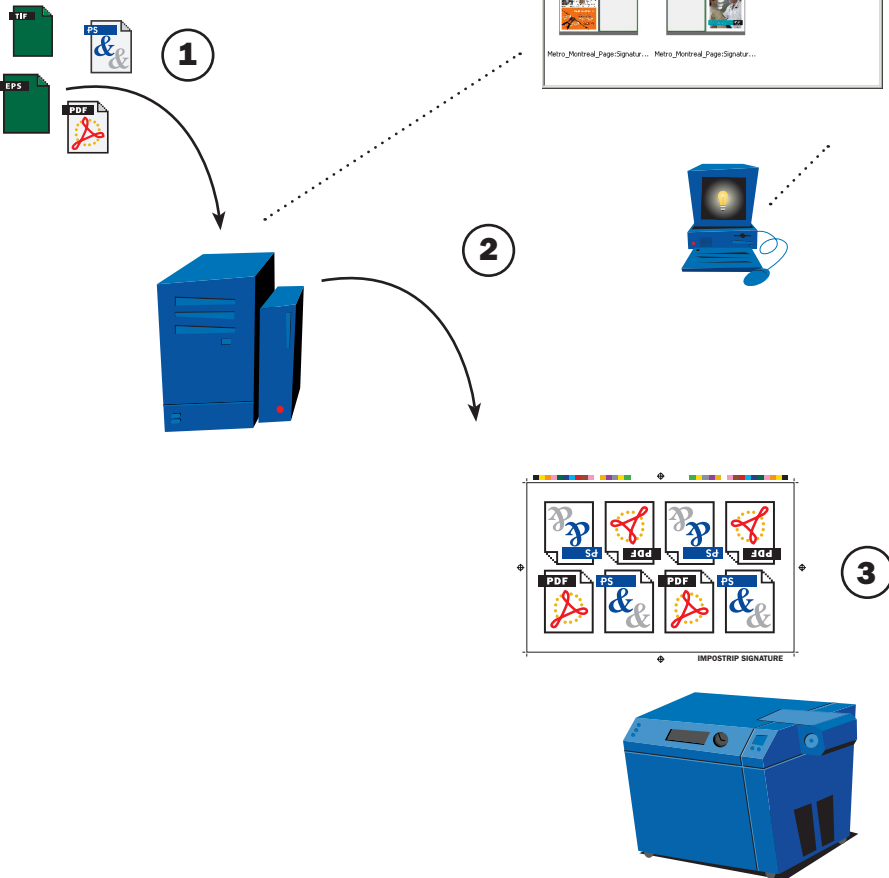 TIF
PS
&
&
1
EPS
PDF
Metro_Montreal_Page:Signatur... Metro_Montreal_Page:Signatur...
2
&
&
PS
PDF
&
&
PS
PDF
PDF
PS
&
&
PDF
PS
&
&
3
IMPOSTRIP SIGNATURE